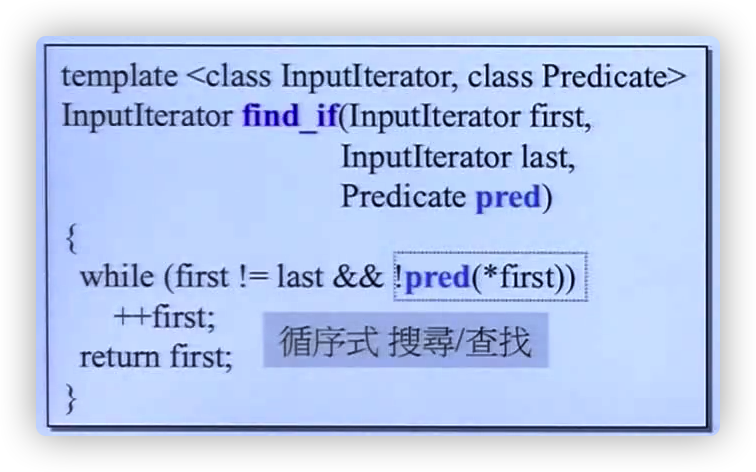 template <class InputIterator, class Predicate>
InputIterator find_if(InputIterator first,
InputIterator last,
Predicate pred)
{
while (first != last && !pred(*first))
++first;
return first;
循序式 搜尋/查找
}